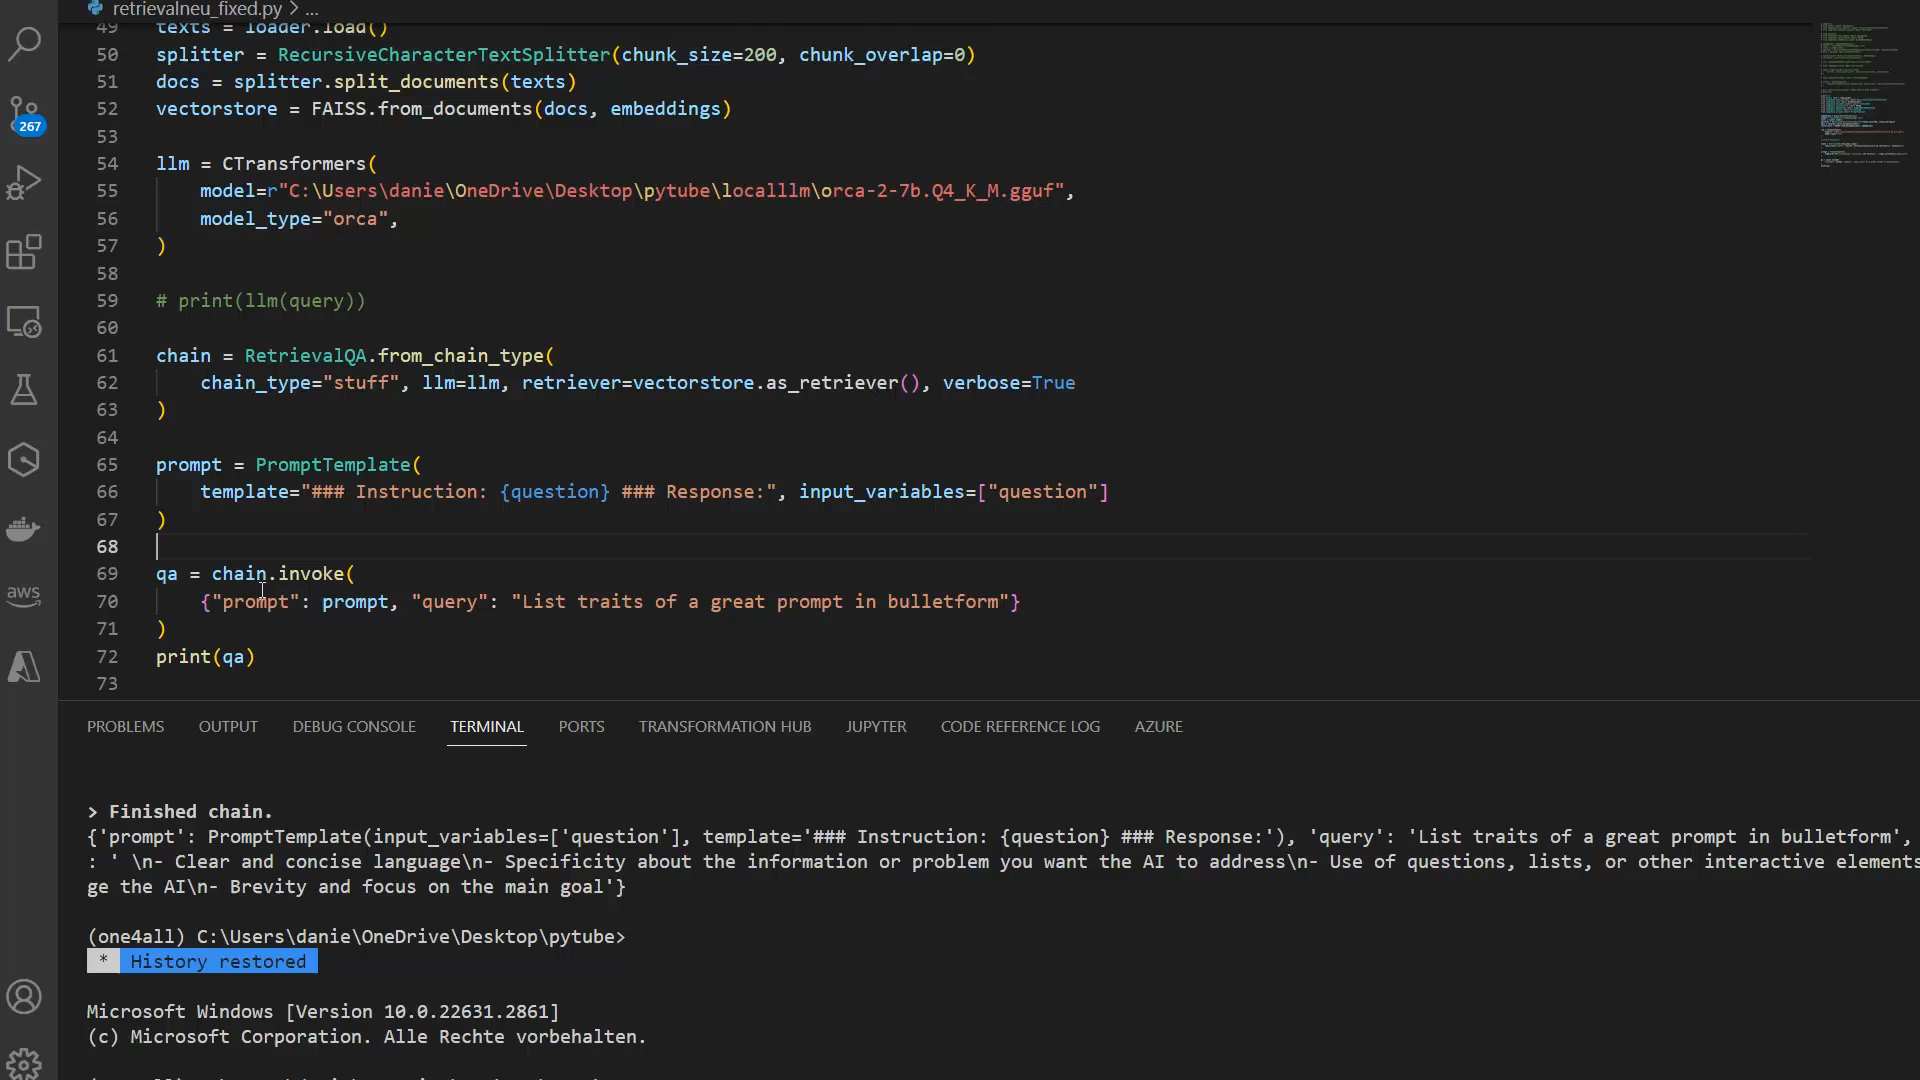 retrievalneu_fixed.py > ...
49 texts = loader.load()
50 splitter = RecursiveCharacterTextSplitter(chunk_size=200, chunk_overlap=0)
51 docs = splitter.split_documents(texts)
52 vectorstore = FAISS.from_documents(docs, embeddings)
53
54 llm = CTransformers(
55 model=r"C:\Users\danie\OneDrive\Desktop\pytube\localllm\orca-2-7b.Q4_K_M.gguf",
56 model_type="orca",
57 )
58
59 # print(llm(query))
60
61 chain = RetrievalQA.from_chain_type(
62 chain_type="stuff", llm=llm, retriever=vectorstore.as_retriever(), verbose=True
63 )
64
65 prompt = PromptTemplate(
66 template="### Instruction: {question} ### Response:", input_variables=["question"]
67 )
68
69 qa = chain.invoke(
70 {"prompt": prompt, "query": "List traits of a great prompt in bulletform"}
71 )
72 print(qa)
73
267
aws
PROBLEMS OUTPUT DEBUG CONSOLE TERMINAL PORTS TRANSFORMATION HUB JUPYTER CODE REFERENCE LOG AZURE
> Finished chain.
{'prompt': PromptTemplate(input_variables=['question'], template='### Instruction: {question} ### Response:'), 'query': 'List traits of a great prompt in bulletform',
: ' \n- Clear and concise language\n- Specificity about the information or problem you want the AI to address\n- Use of questions, lists, or other interactive elements
ge the AI\n- Brevity and focus on the main goal'}
(one4all) C:\Users\danie\OneDrive\Desktop\pytube>
* History restored
Microsoft Windows [Version 10.0.22631.2861]
(c) Microsoft Corporation. Alle Rechte vorbehalten.